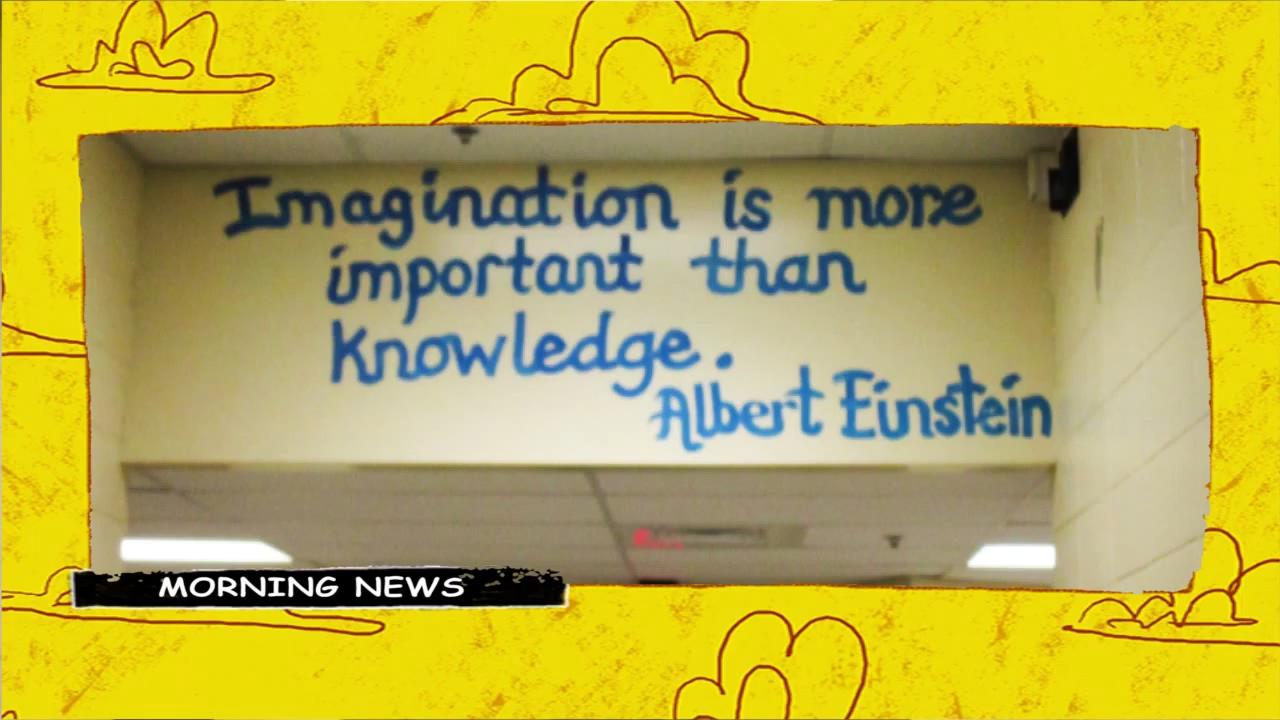 Imagination is more
important than
Knowledge.
Albert Einstein
MORNING NEWS